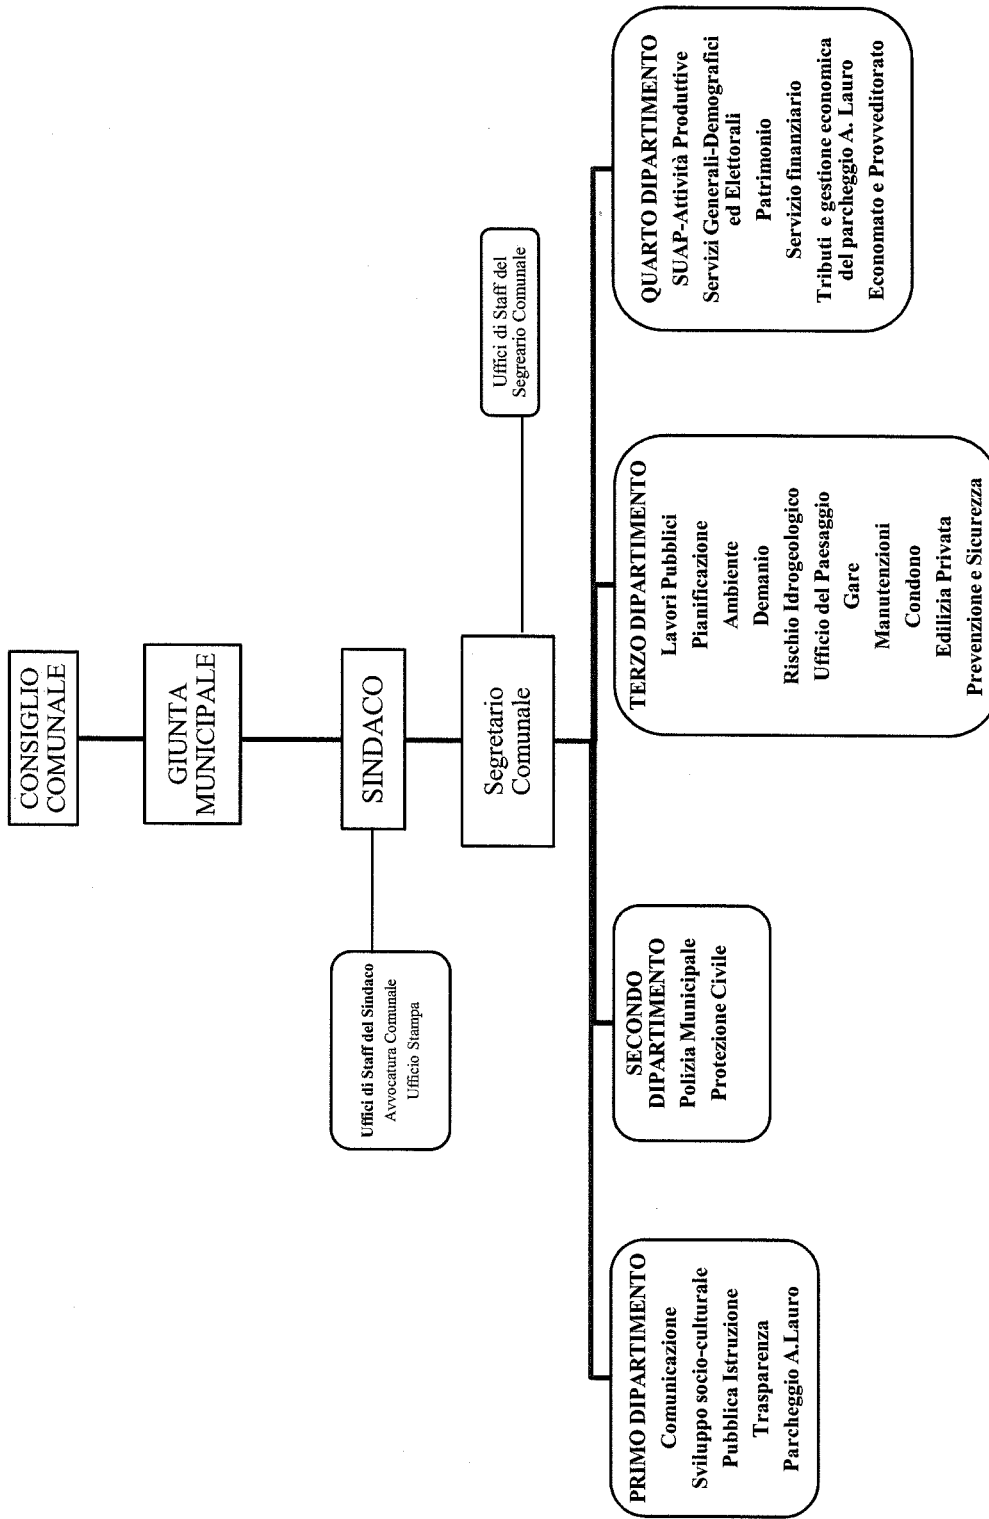 CONSIGLIO
COMUNALE
GIUNTA
MUNICIPALE
SINDACO
Uffici di Staff del Sindaco
Avvocatura Comunale
Ufficio Stampa
Segretario
Comunale
Uffici di Staff del
Segreario Comunale
PRIMO DIPARTIMENTO
Comunicazione
Sviluppo socio-culturale
Pubblica Istruzione
Trasparenza
Parcheggio A.Lauro
SECONDO
DIPARTIMENTO
Polizia Municipale
Protezione Civile
TERZO DIPARTIMENTO
Lavori Pubblici
Pianificazione
Ambiente
Demanio
Rischio Idrogeologico
Ufficio del Paesaggio
Gare
Manutenzioni
Condono
Edilizia Privata
Prevenzione e Sicurezza
QUARTO DIPARTIMENTO
SUAP-Attività Produttive
Servizi Generali-Demografici
ed Elettorali
Patrimonio
Servizio finanziario
Tributi e gestione economica
del parcheggio A. Lauro
Economato e Provveditorato